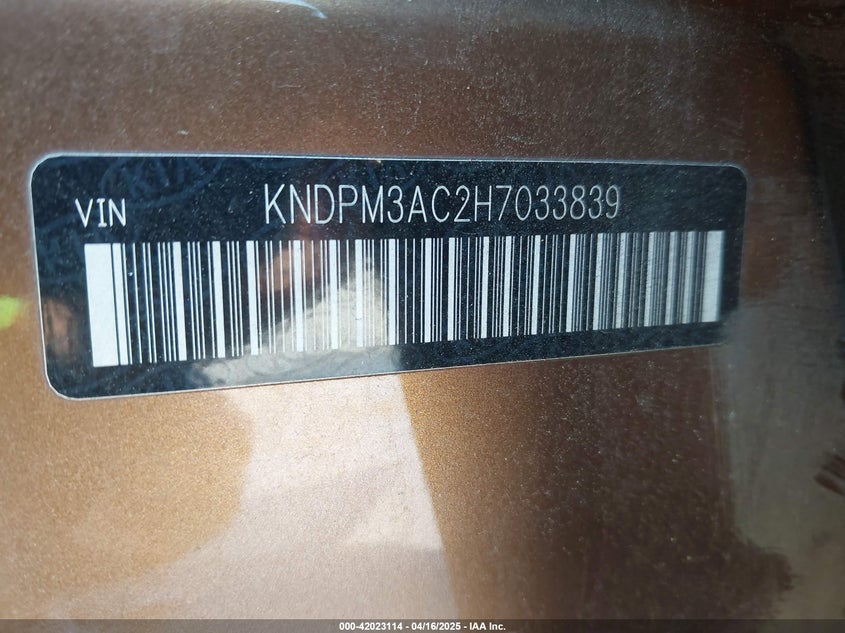 VIN KNDPM3AC2H7033839
000-42023114 - 04/16/2025 - IAA Inc.